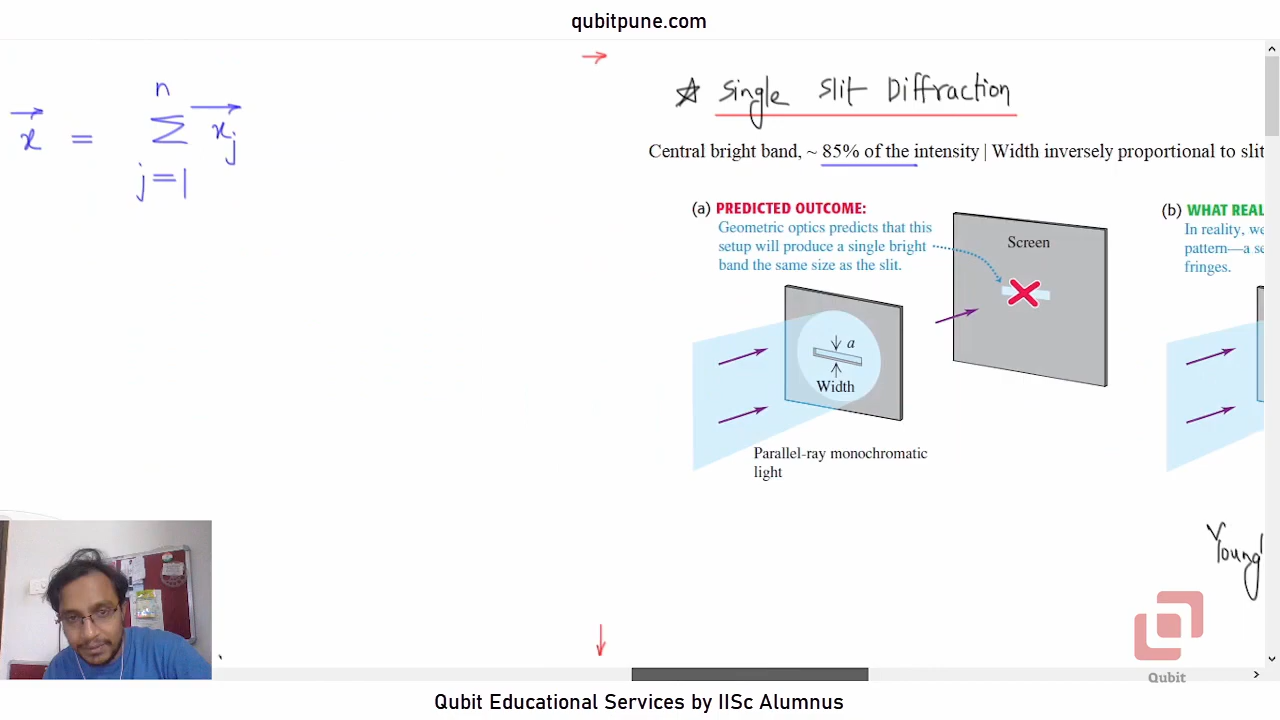 qubitpune.com
n
x = Σ xj
j=1
☆ Single Slit Diffraction
Central bright band, ~ 85% of the intensity | Width inversely proportional to slit
(a) PREDICTED OUTCOME:
Geometric optics predicts that this
setup will produce a single bright
band the same size as the slit.
Screen
a
Width
Parallel-ray monochromatic
light
(b) WHAT REAL
In reality, we
pattern—a se
fringes.
Young
Qubit
Qubit Educational Services by IISc Alumnus